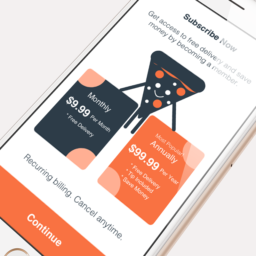 Subscribe Now
Get access to free delivery and save
money by becoming a member
Monthly
$9.99 Per Month
* Free Delivery
Most Popular
Annually
$99.99 Per Year
* Free Delivery
* Tip Included
* Save Money
Recurring billing. Cancel anytime.
Continue